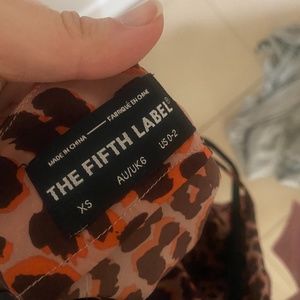 MADE IN CHINA — FABRIQUÉ EN CHINE
THE FIFTH LABEL
XS AU/UK6 US 0-2